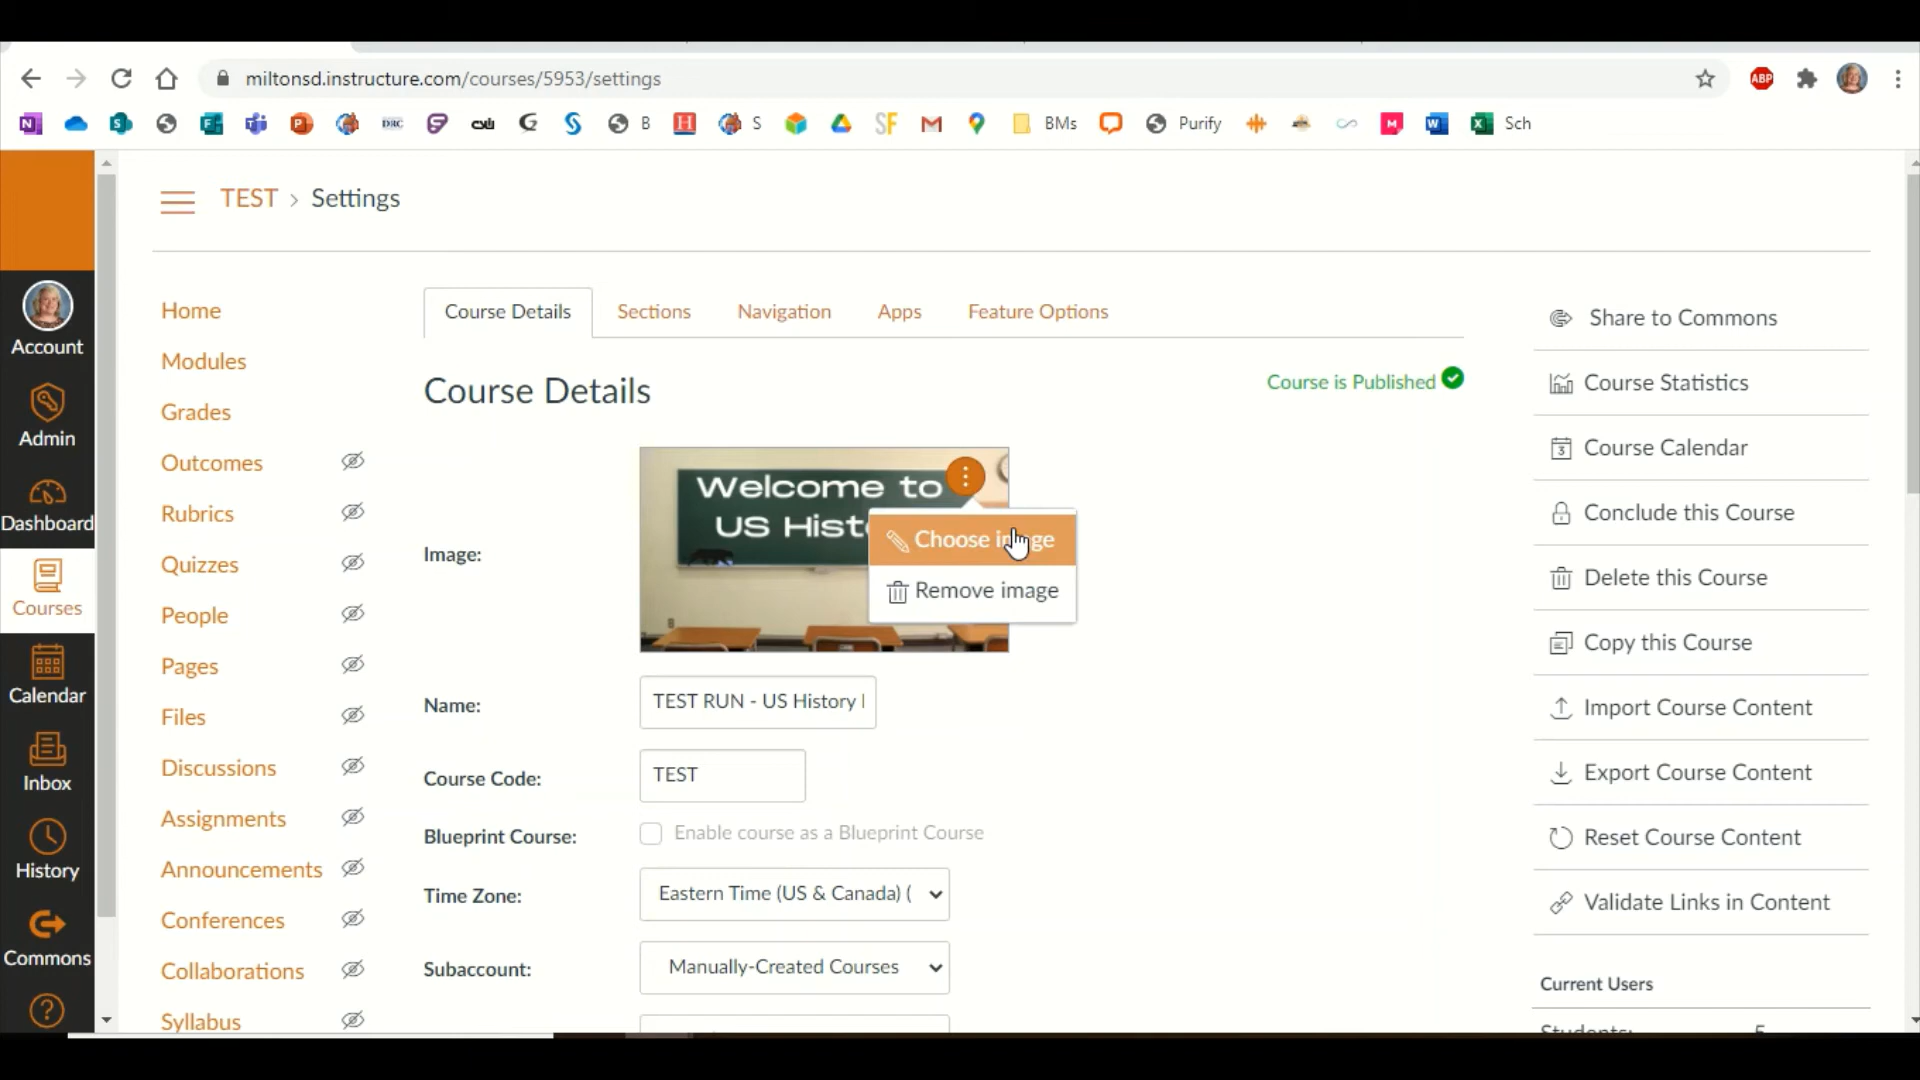 miltonsd.instructure.com/courses/5953/settings
ABP
B
S
BMs
Purify
Sch
TEST > Settings
Account
Admin
Dashboard
Courses
Calendar
Inbox
History
Commons
Home
Modules
Grades
Outcomes
Rubrics
Quizzes
People
Pages
Files
Discussions
Assignments
Announcements
Conferences
Collaborations
Syllabus
Course Details
Sections
Navigation
Apps
Feature Options
Course Details
Course is Published
Image:
Welcome to
US Hist
Choose image
Remove image
Name:
TEST RUN - US History
Course Code:
TEST
Blueprint Course:
Enable course as a Blueprint Course
Time Zone:
Eastern Time (US & Canada) (
Subaccount:
Manually-Created Courses
Share to Commons
Course Statistics
Course Calendar
Conclude this Course
Delete this Course
Copy this Course
Import Course Content
Export Course Content
Reset Course Content
Validate Links in Content
Current Users
Students: